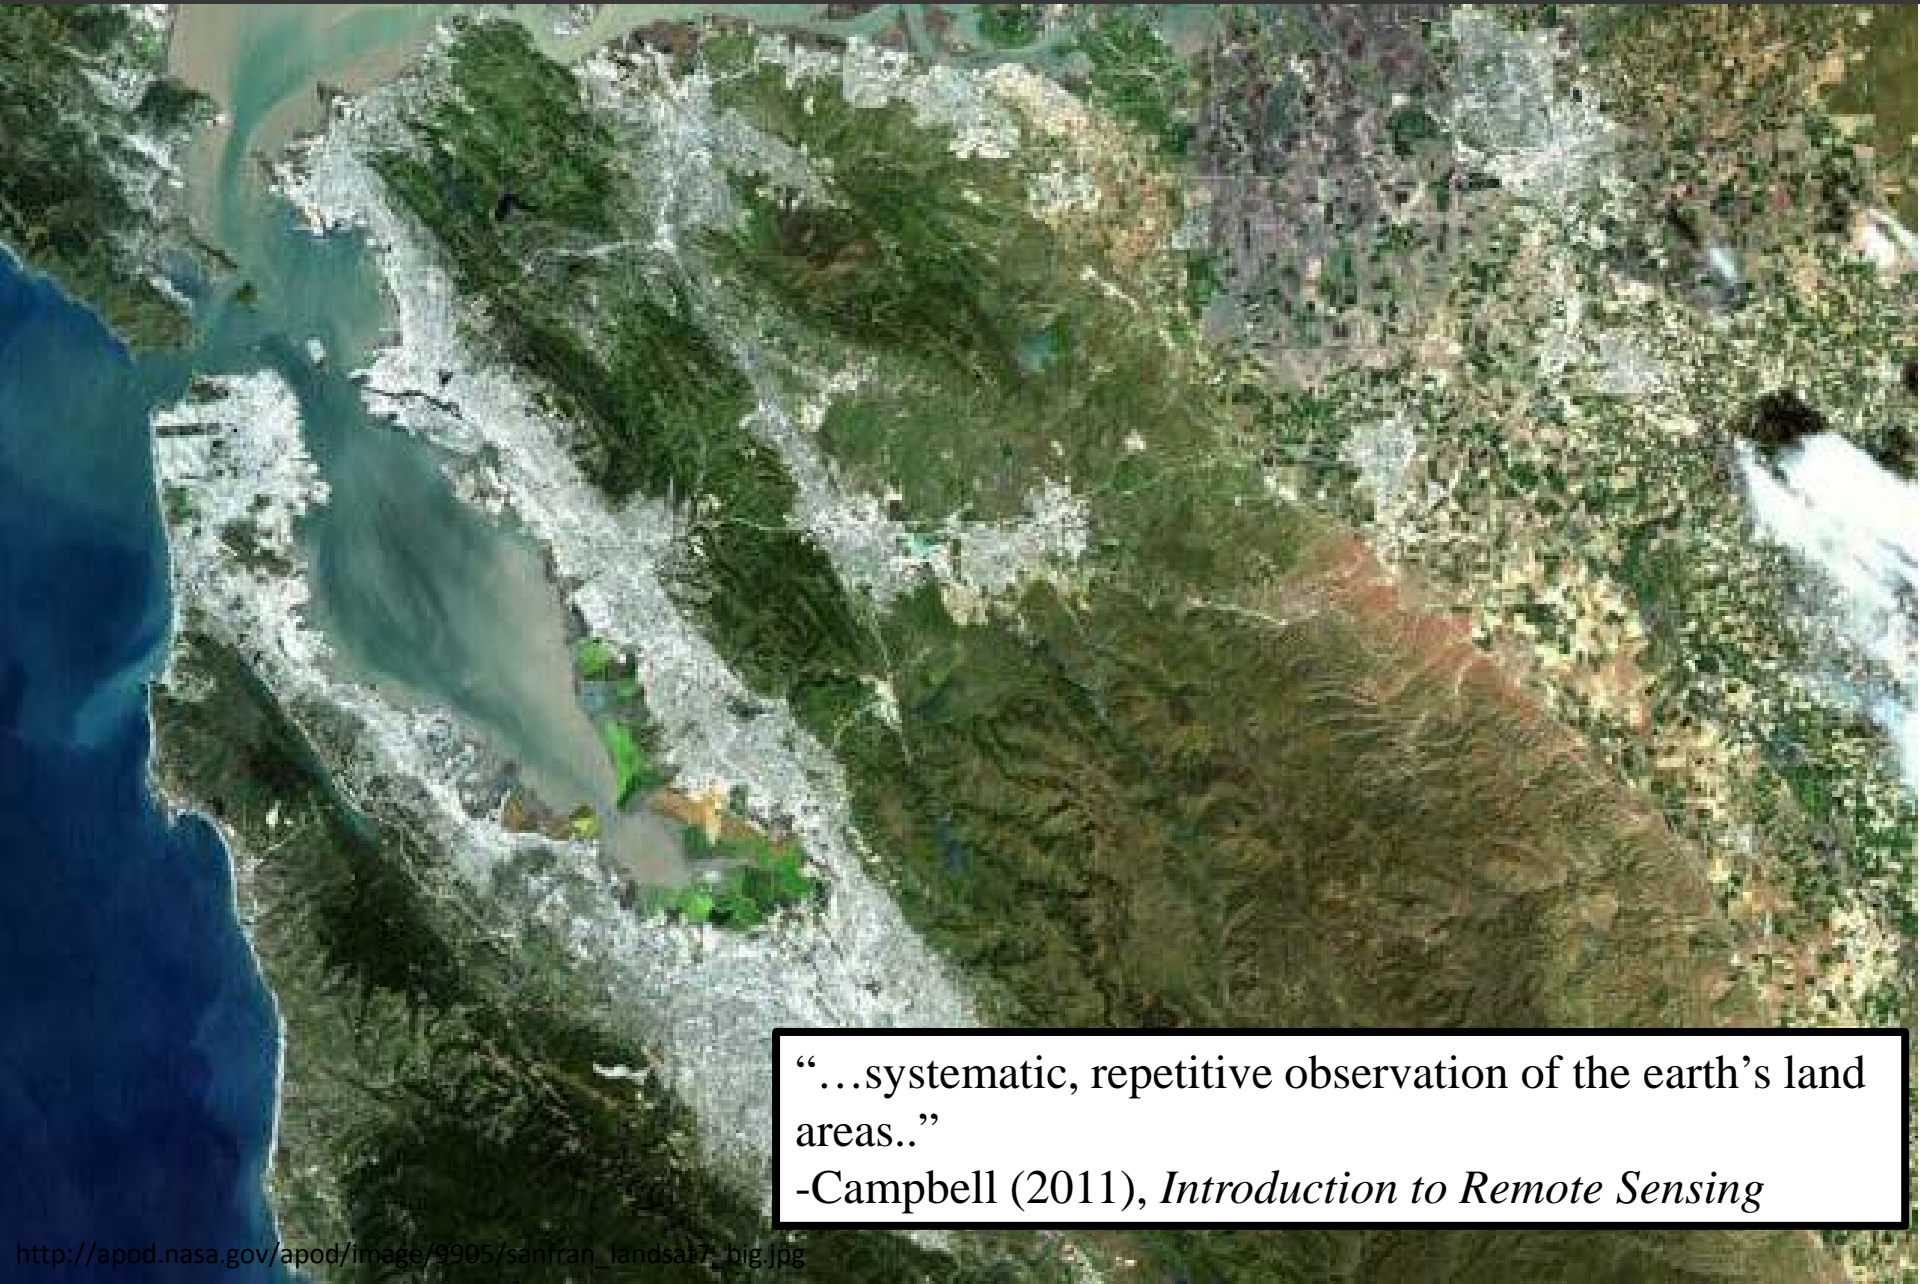 “…systematic, repetitive observation of the earth’s land
areas..”
-Campbell (2011), Introduction to Remote Sensing
http://apod.nasa.gov/apod/image/9905/sanfran_landsat7_big.jpg